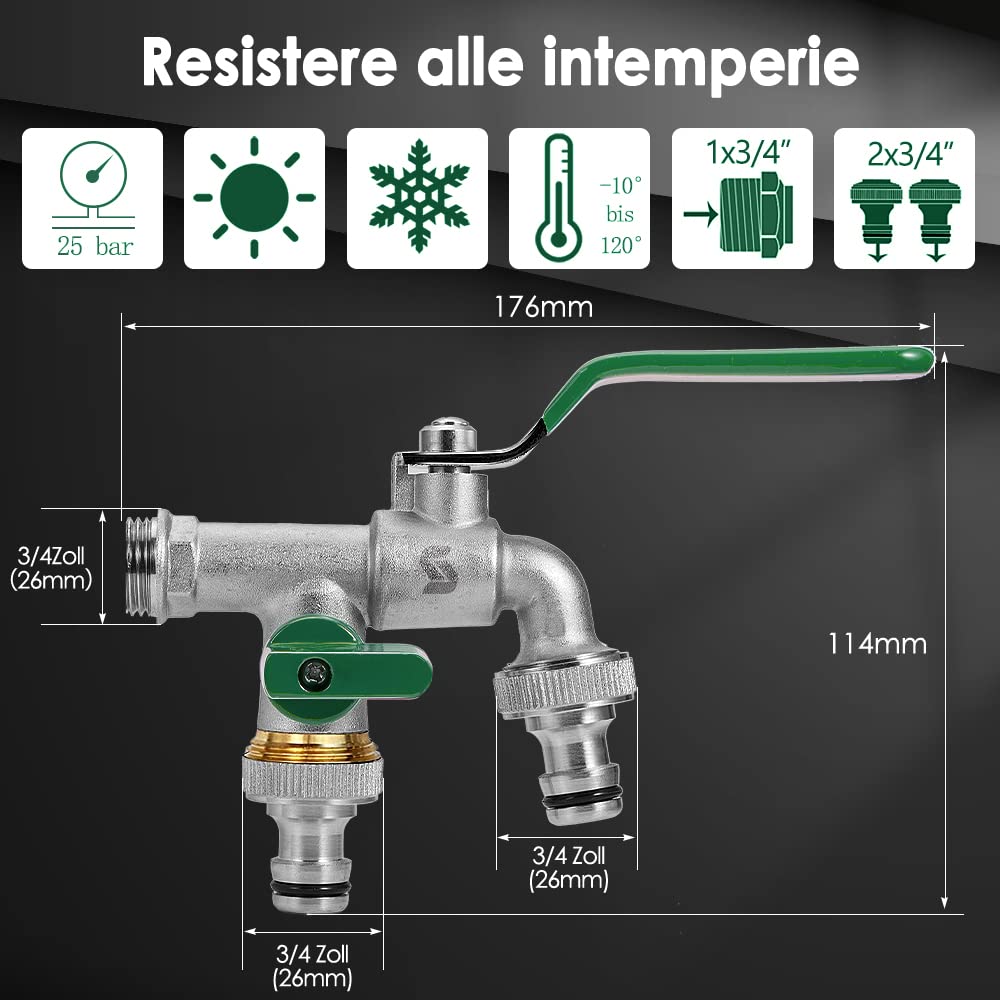 Resistere alle intemperie
25 bar
-10°
bis
120°
1x3/4”
2x3/4”
176mm
3/4Zoll
(26mm)
114mm
3/4 Zoll
(26mm)
3/4 Zoll
(26mm)